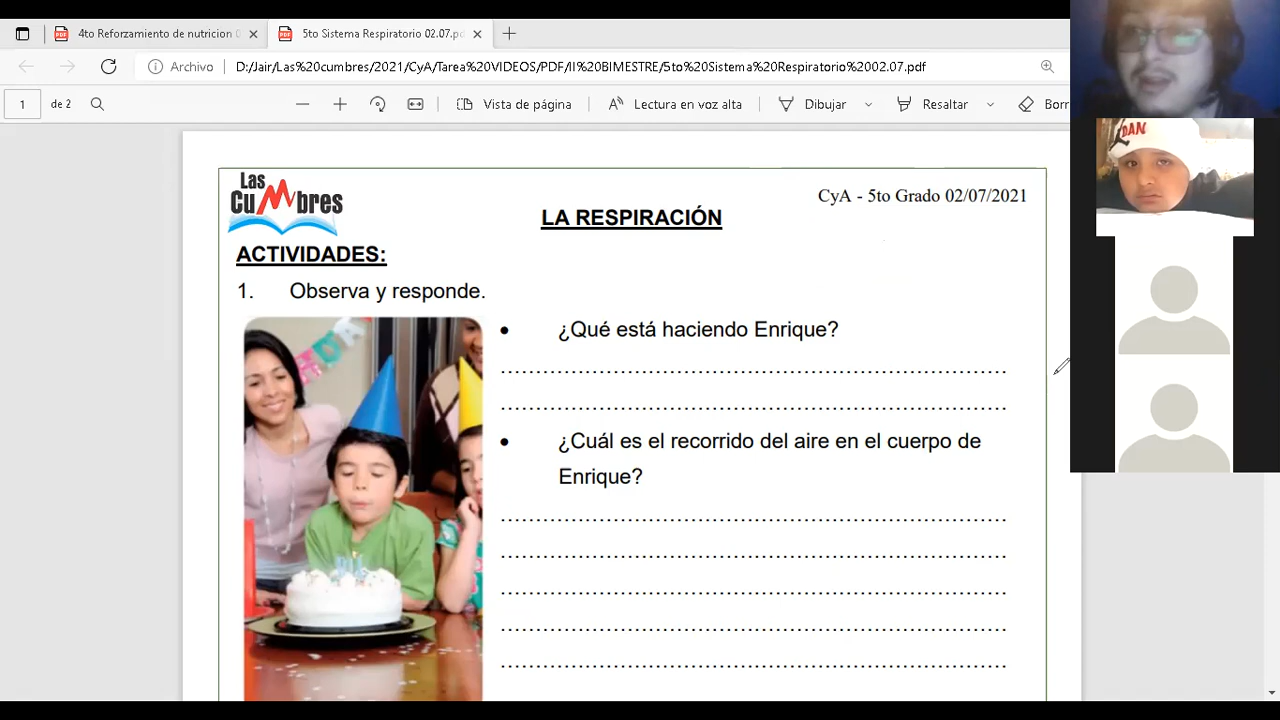 4to Reforzamiento de nutricion
5to Sistema Respiratorio 02.07.pd
Archivo
D:/Jair/Las%20cumbres/2021/CyA/Tarea%20VIDEOS/PDF/II%20BIMESTRE/5to%20Sistema%20Respiratorio%2002.07.pdf
1 de 2
Vista de página
Lectura en voz alta
Dibujar
Resaltar
Borr
Las
Cumbres
CyA - 5to Grado 02/07/2021
LA RESPIRACIÓN
ACTIVIDADES:
1. Observa y responde.
• ¿Qué está haciendo Enrique?
• ¿Cuál es el recorrido del aire en el cuerpo de
Enrique?